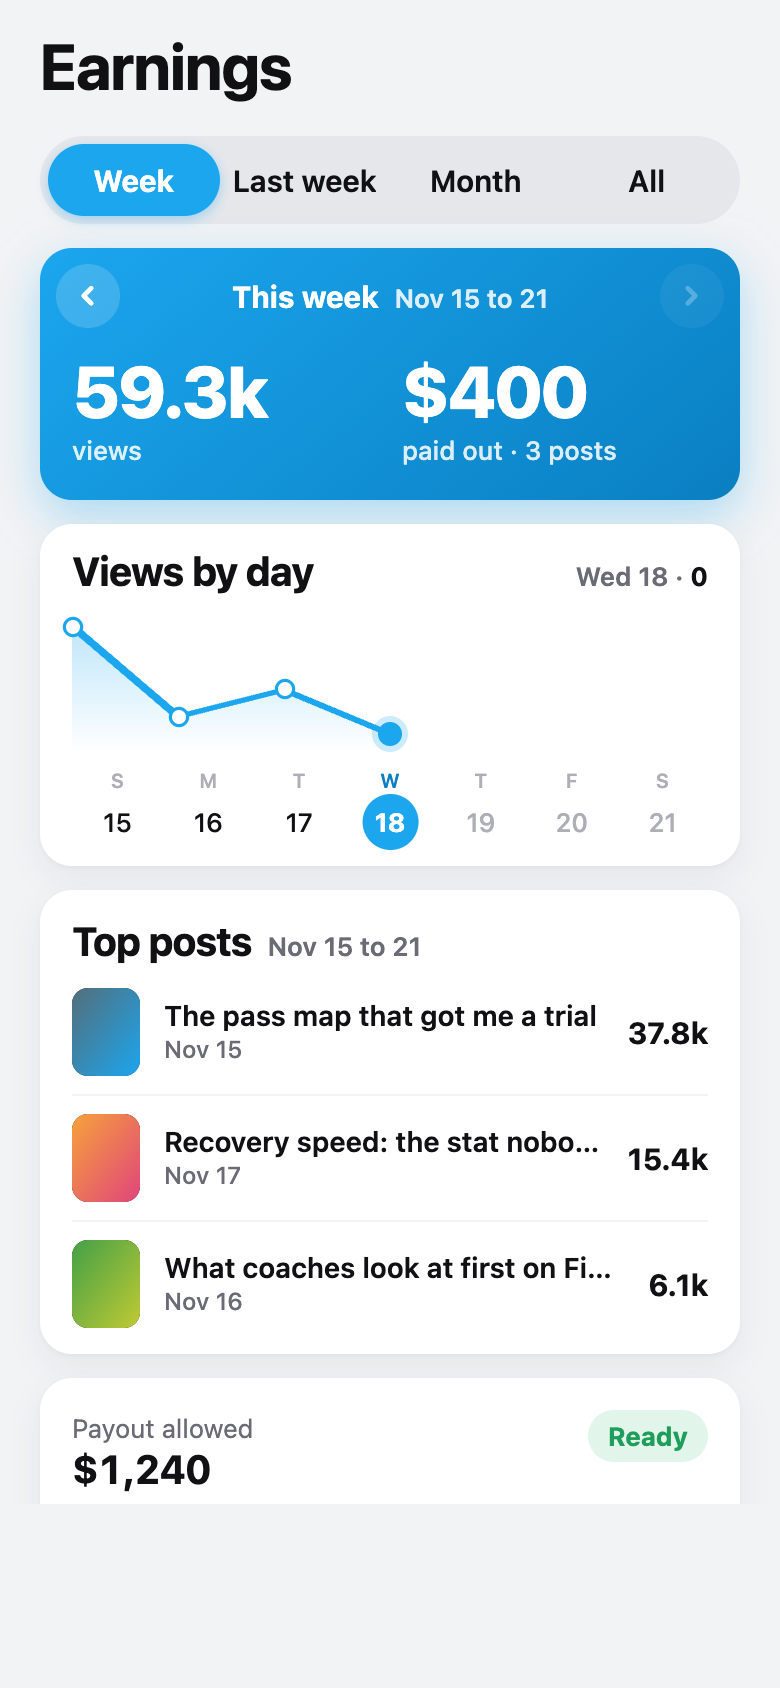 Earnings
Week Last week Month All
This week Nov 15 to 21
59.3k $400
views paid out · 3 posts
Views by day Wed 18 · 0
S M T W T F S
15 16 17 18 19 20 21
Top posts Nov 15 to 21
The pass map that got me a trial
Nov 15
37.8k
Recovery speed: the stat nobo...
Nov 17
15.4k
What coaches look at first on Fi...
Nov 16
6.1k
Payout allowed
$1,240
Ready